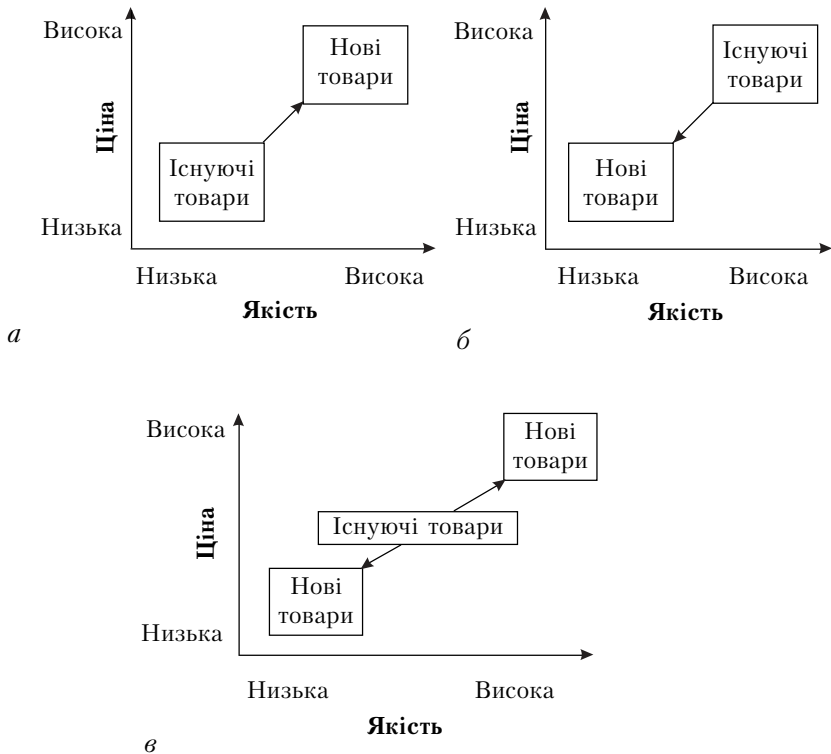 Висока
Ціна
Низька
Нові
товари
Існуючі
товари
Низька
Висока
Якість
а
Висока
Ціна
Низька
Існуючі
товари
Нові
товари
Низька
Висока
Якість
б
Висока
Ціна
Низька
Нові
товари
Існуючі товари
Нові
товари
Низька
Висока
Якість
в